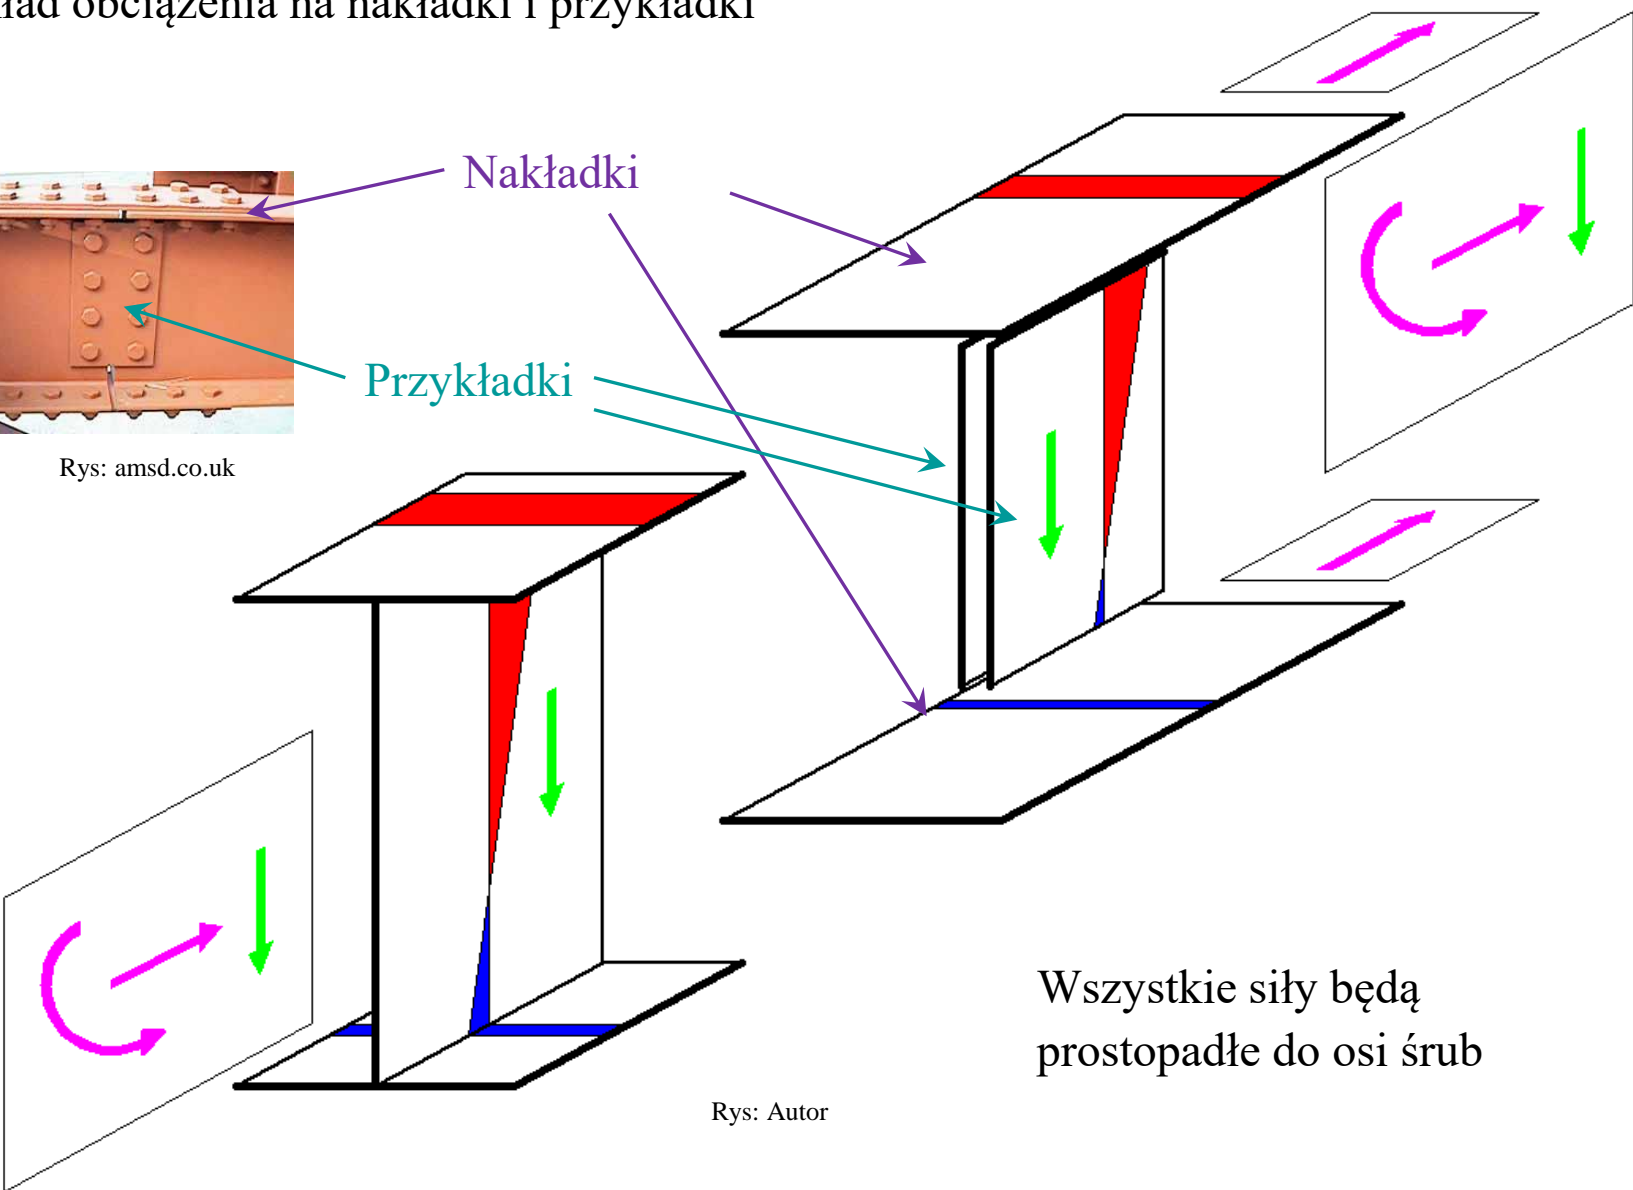 obciążenia na nakładki i przykładki
Nakładki
Przykładki
Rys: amsd.co.uk
Wszystkie siły będą
prostopadłe do osi śrub
Rys: Autor